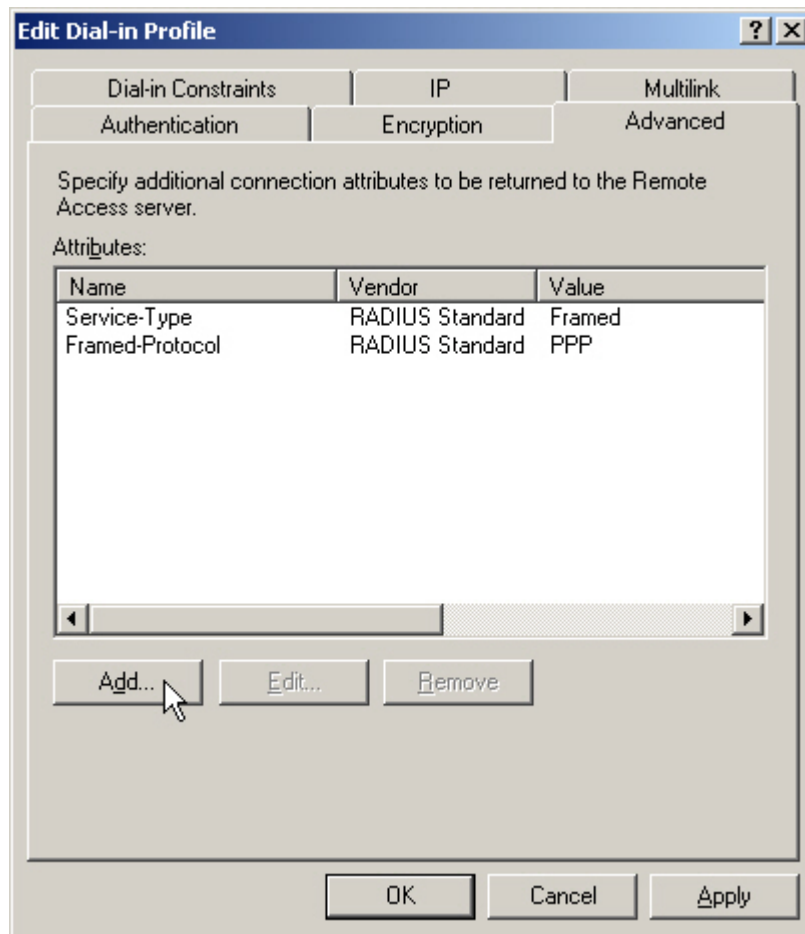 Edit Dial-in Profile
Dial-in Constraints IP Multilink
Authentication Encryption Advanced
Specify additional connection attributes to be returned to the Remote
Access server.
Attributes:
Name Vendor Value
Service-Type RADIUS Standard Framed
Framed-Protocol RADIUS Standard PPP
Add... Edit... Remove
OK Cancel Apply